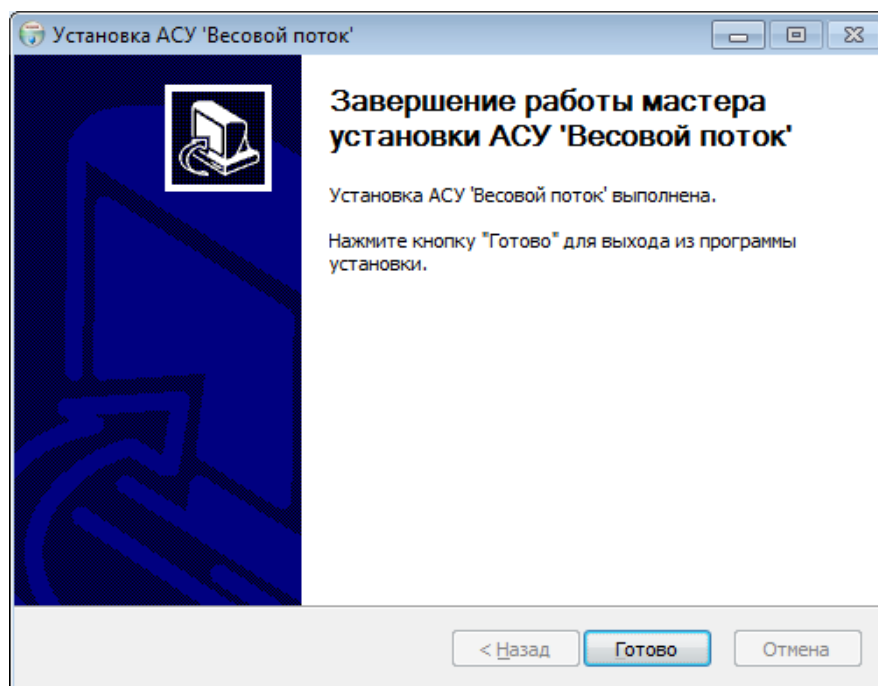 Установка АСУ 'Весовой поток'
Завершение работы мастера
установки АСУ 'Весовой поток'
Установка АСУ 'Весовой поток' выполнена.
Нажмите кнопку "Готово" для выхода из программы
установки.
< Назад
Готово
Отмена